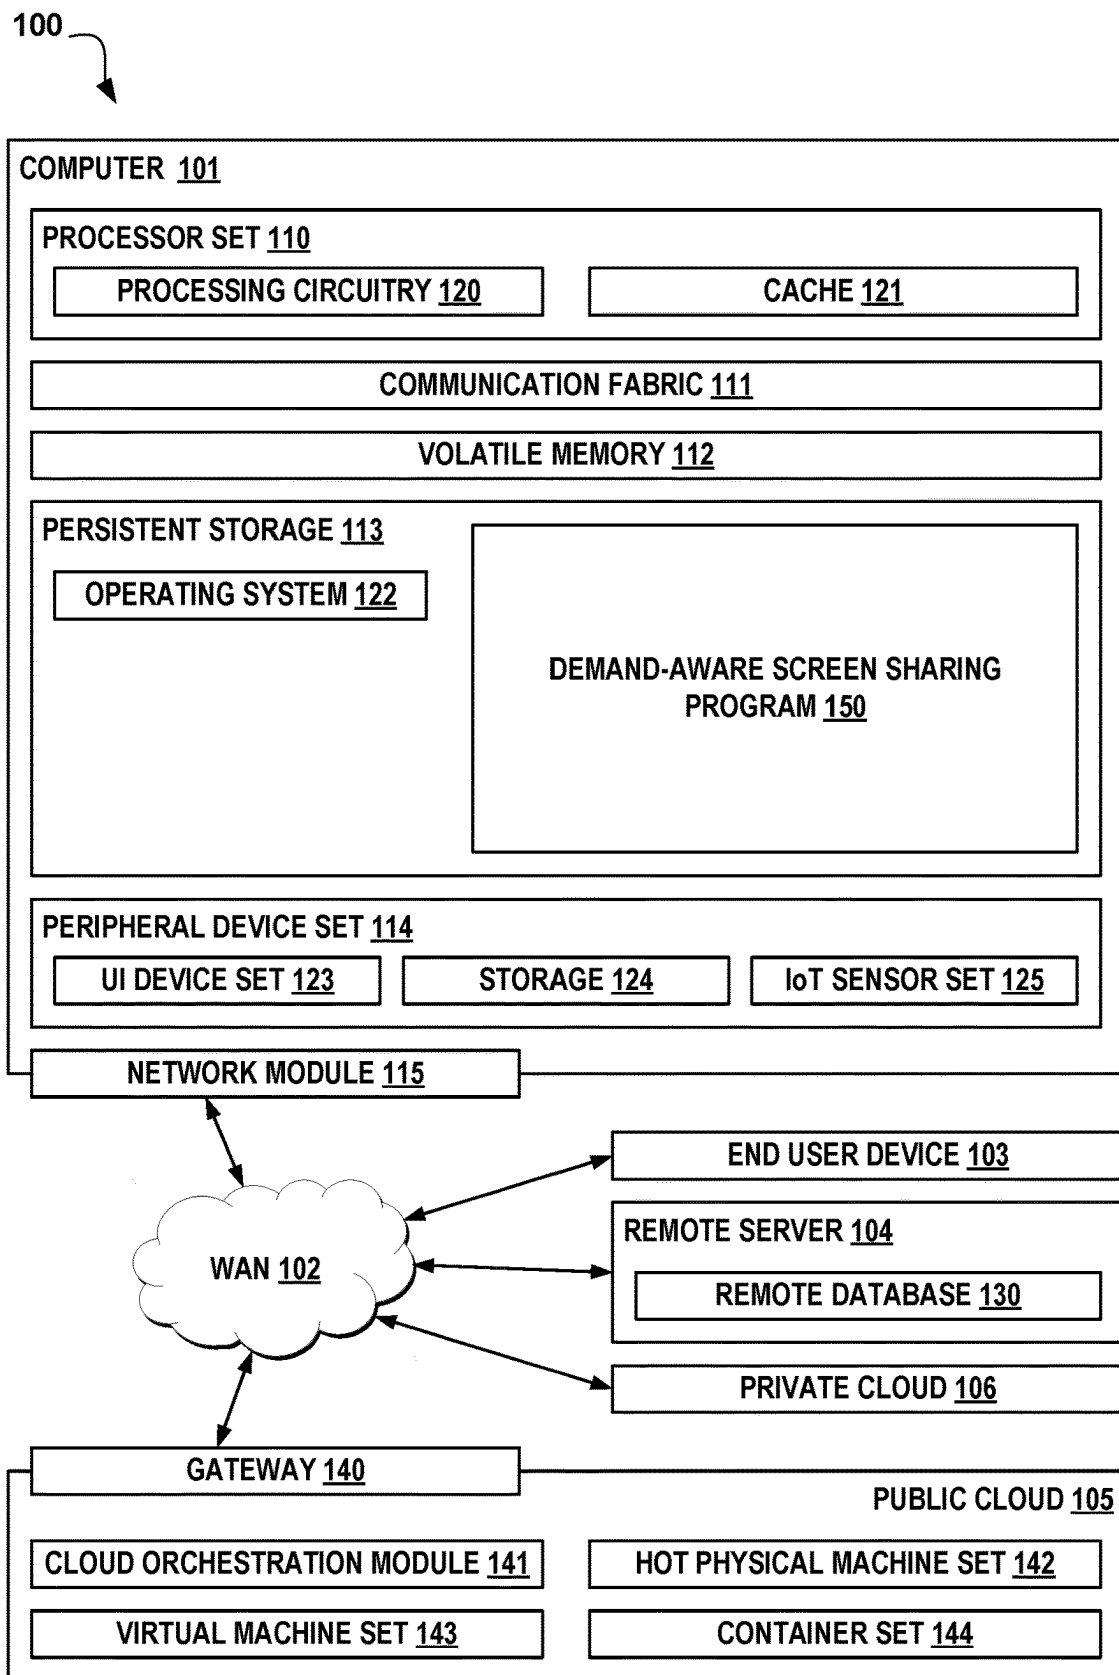 100
COMPUTER 101
PROCESSOR SET 110
PROCESSING CIRCUITRY 120
CACHE 121
COMMUNICATION FABRIC 111
VOLATILE MEMORY 112
PERSISTENT STORAGE 113
OPERATING SYSTEM 122
DEMAND-AWARE SCREEN SHARING
PROGRAM 150
PERIPHERAL DEVICE SET 114
UI DEVICE SET 123
STORAGE 124
IoT SENSOR SET 125
NETWORK MODULE 115
END USER DEVICE 103
REMOTE SERVER 104
WAN 102
REMOTE DATABASE 130
PRIVATE CLOUD 106
GATEWAY 140
PUBLIC CLOUD 105
CLOUD ORCHESTRATION MODULE 141
HOT PHYSICAL MACHINE SET 142
VIRTUAL MACHINE SET 143
CONTAINER SET 144